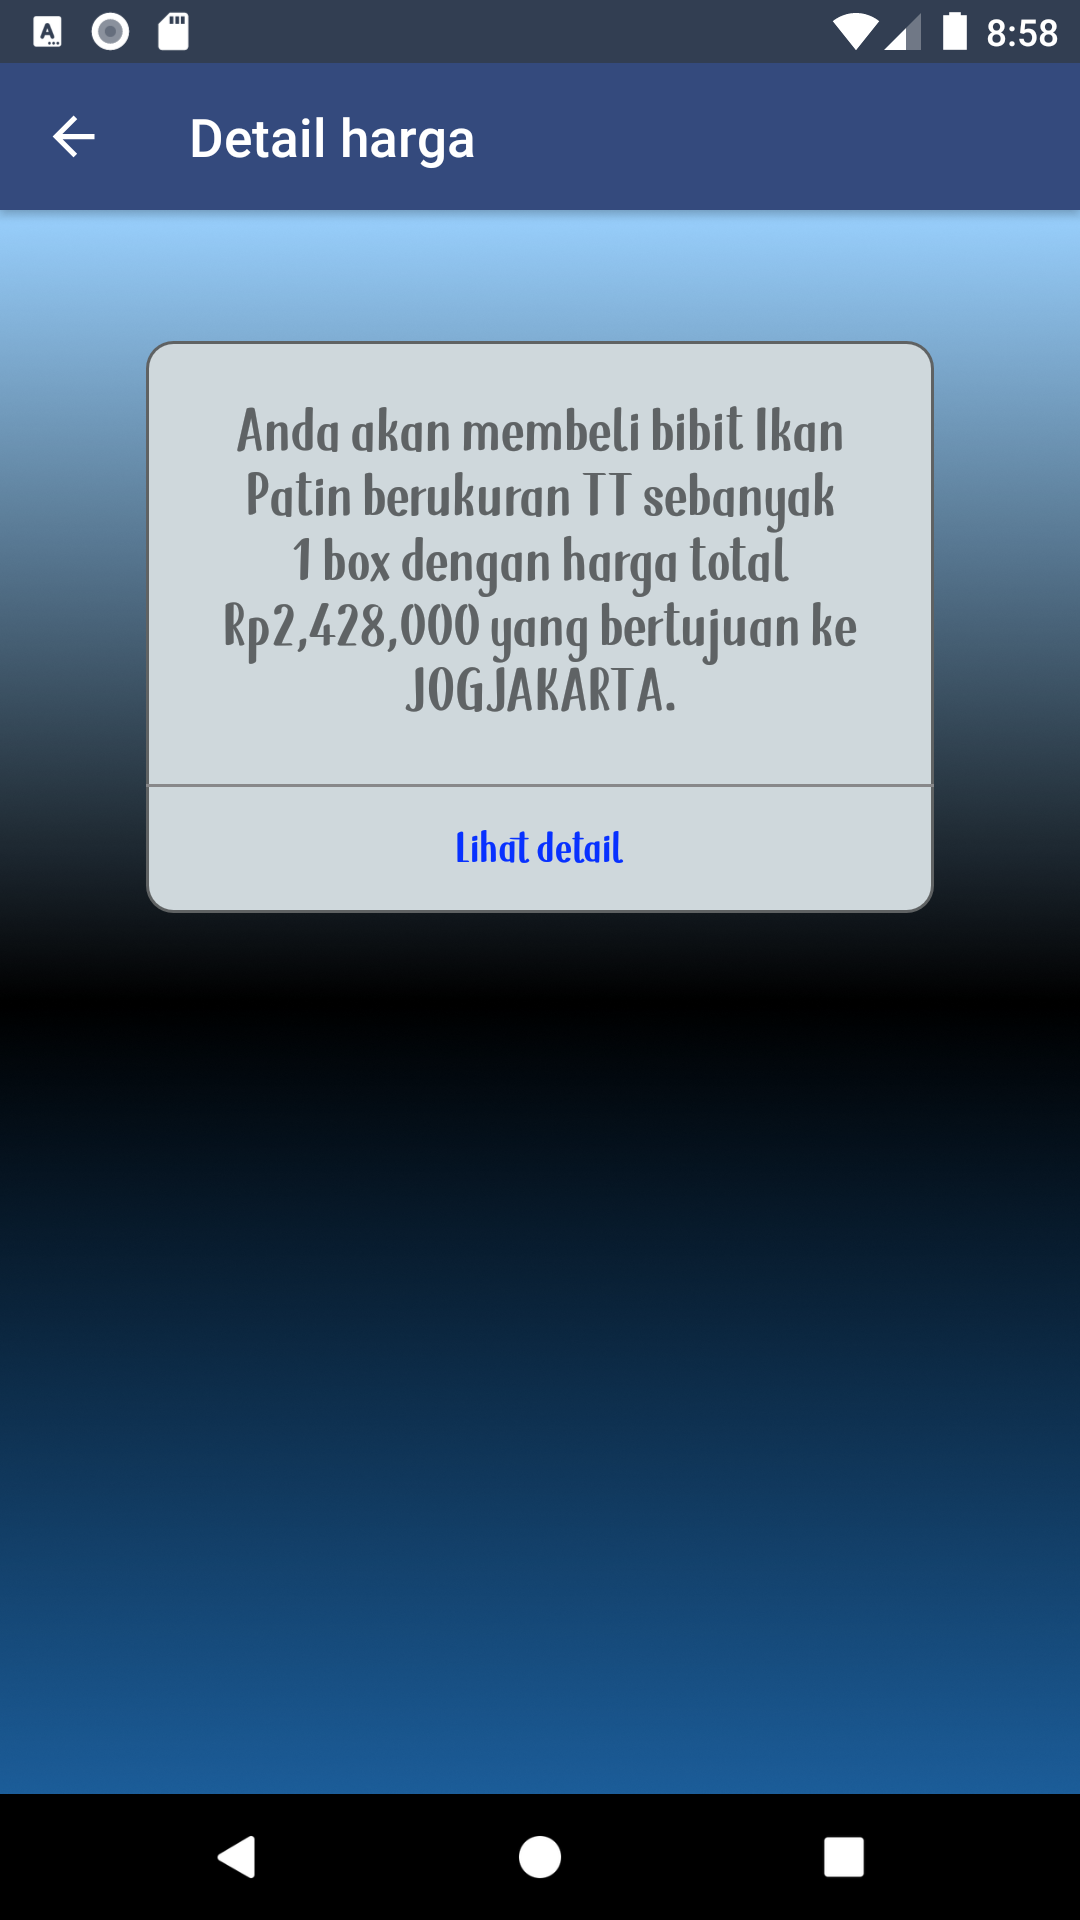 8:58
Detail harga
Anda akan membeli bibit Ikan
Patin berukuran TT sebanyak
1 box dengan harga total
Rp2,428,000 yang bertujuan ke
JOGJAKARTA.
Lihat detail